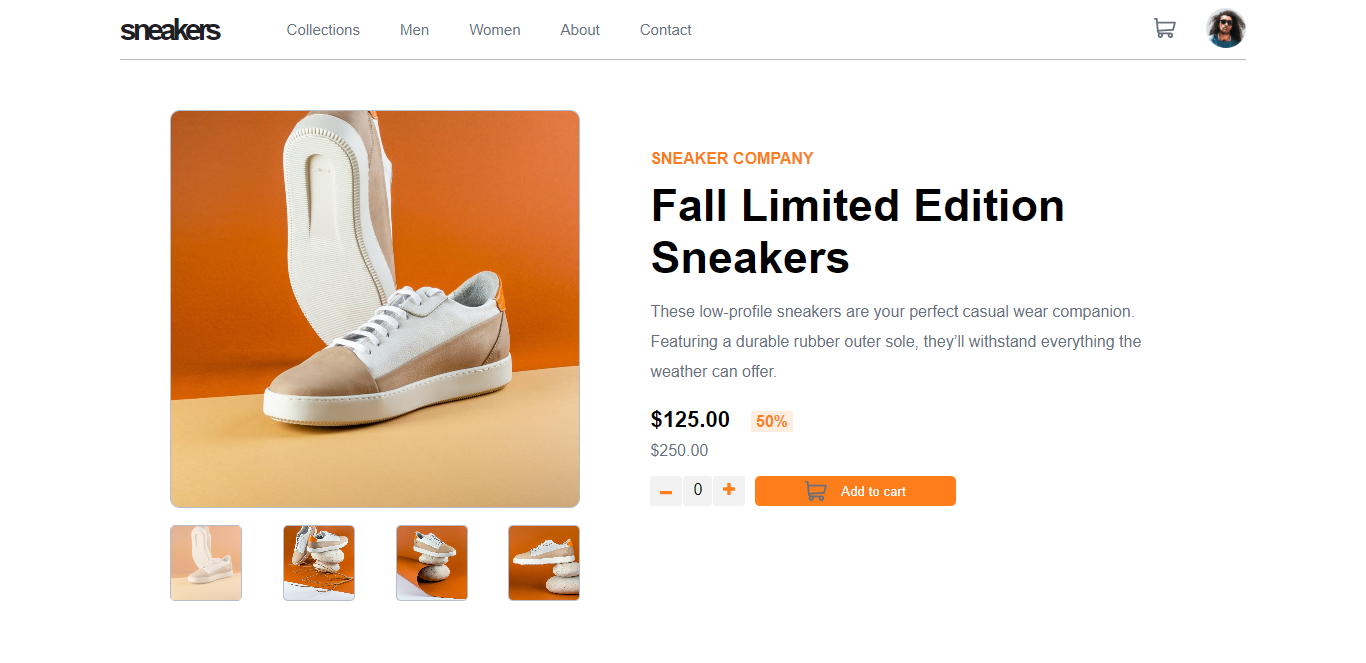 sneakers
Collections
Men
Women
About
Contact
SNEAKER COMPANY
Fall Limited Edition
Sneakers
These low-profile sneakers are your perfect casual wear companion.
Featuring a durable rubber outer sole, they’ll withstand everything the
weather can offer.
$125.00 50%
$250.00
– 0 + Add to cart